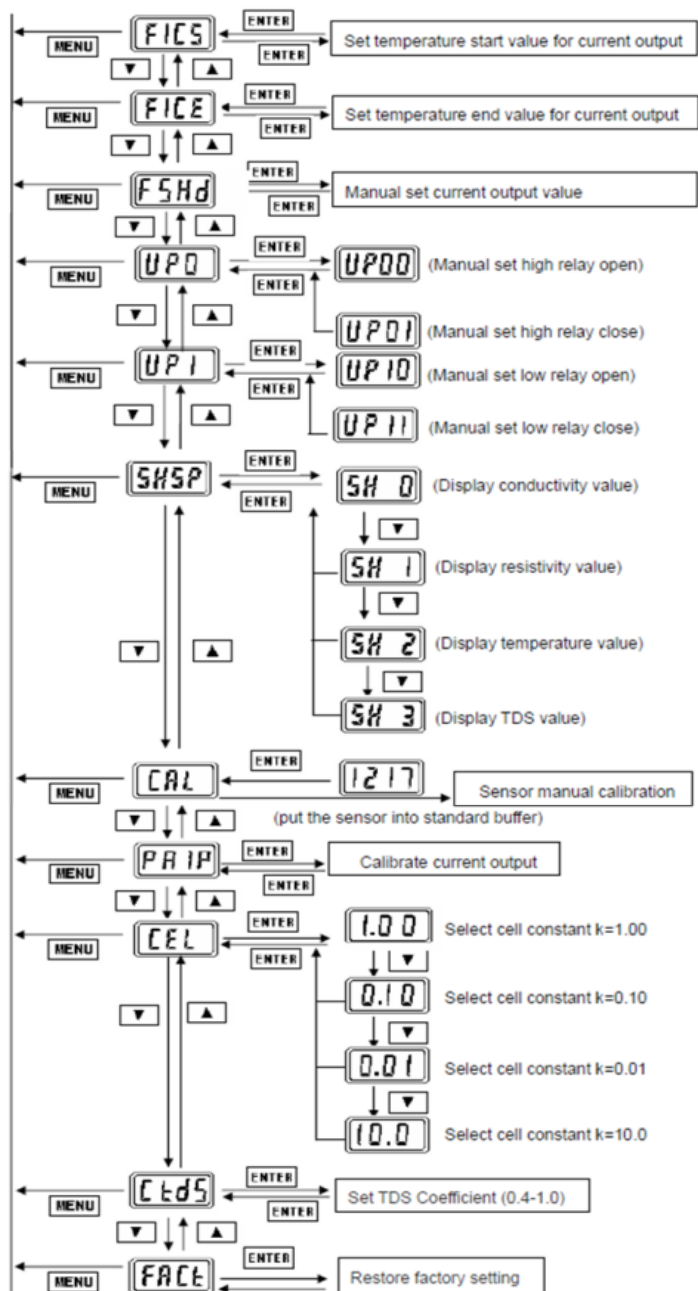 FICS ENTER
MENU ENTER Set temperature start value for current output
▼ ▲
FICE ENTER
MENU ENTER Set temperature end value for current output
▼ ▲
FSHd ENTER
MENU ENTER Manual set current output value
▼ ▲
UP0 ENTER UP00 (Manual set high relay open)
MENU ENTER
▼ ▲ UP01 (Manual set high relay close)
UP1 ENTER UP10 (Manual set low relay open)
MENU ENTER
▼ ▲ UP11 (Manual set low relay close)
SHSP ENTER SH 0 (Display conductivity value)
MENU ENTER
▼
SH 1 (Display resistivity value)
▼
▼ ▲ SH 2 (Display temperature value)
▼
SH 3 (Display TDS value)
CAL ENTER 1217
MENU Sensor manual calibration
▼ ▲ (put the sensor into standard buffer)
PA1P ENTER Calibrate current output
MENU ENTER
▼ ▲
CEL ENTER 1.00 Select cell constant k=1.00
MENU ENTER
▼
▼ ▲ 0.10 Select cell constant k=0.10
▼
0.01 Select cell constant k=0.01
▼
10.0 Select cell constant k=10.0
CtdS ENTER
MENU ENTER Set TDS Coefficient (0.4-1.0)
▼ ▲
FACt ENTER
MENU Restore factory setting